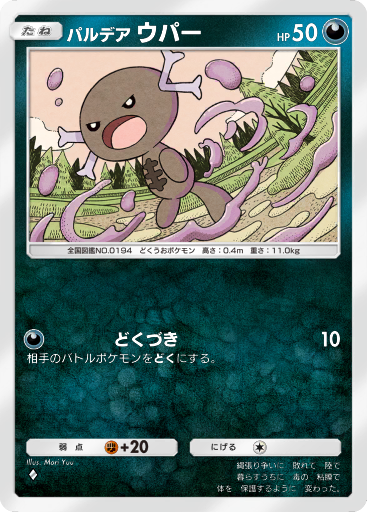 たね パルデア ウパー HP 50
全国図鑑NO.0194 どくうおポケモン 高さ:0.4m 重さ:11.0kg
どくづき 10
相手のバトルポケモンをどくにする。
弱点 +20 にげる
Illus. Mori Yuu
縄張り争いに 敗れて 陸で
暮らすうちに 毒の 粘膜で
体を 保護するように 変わった。